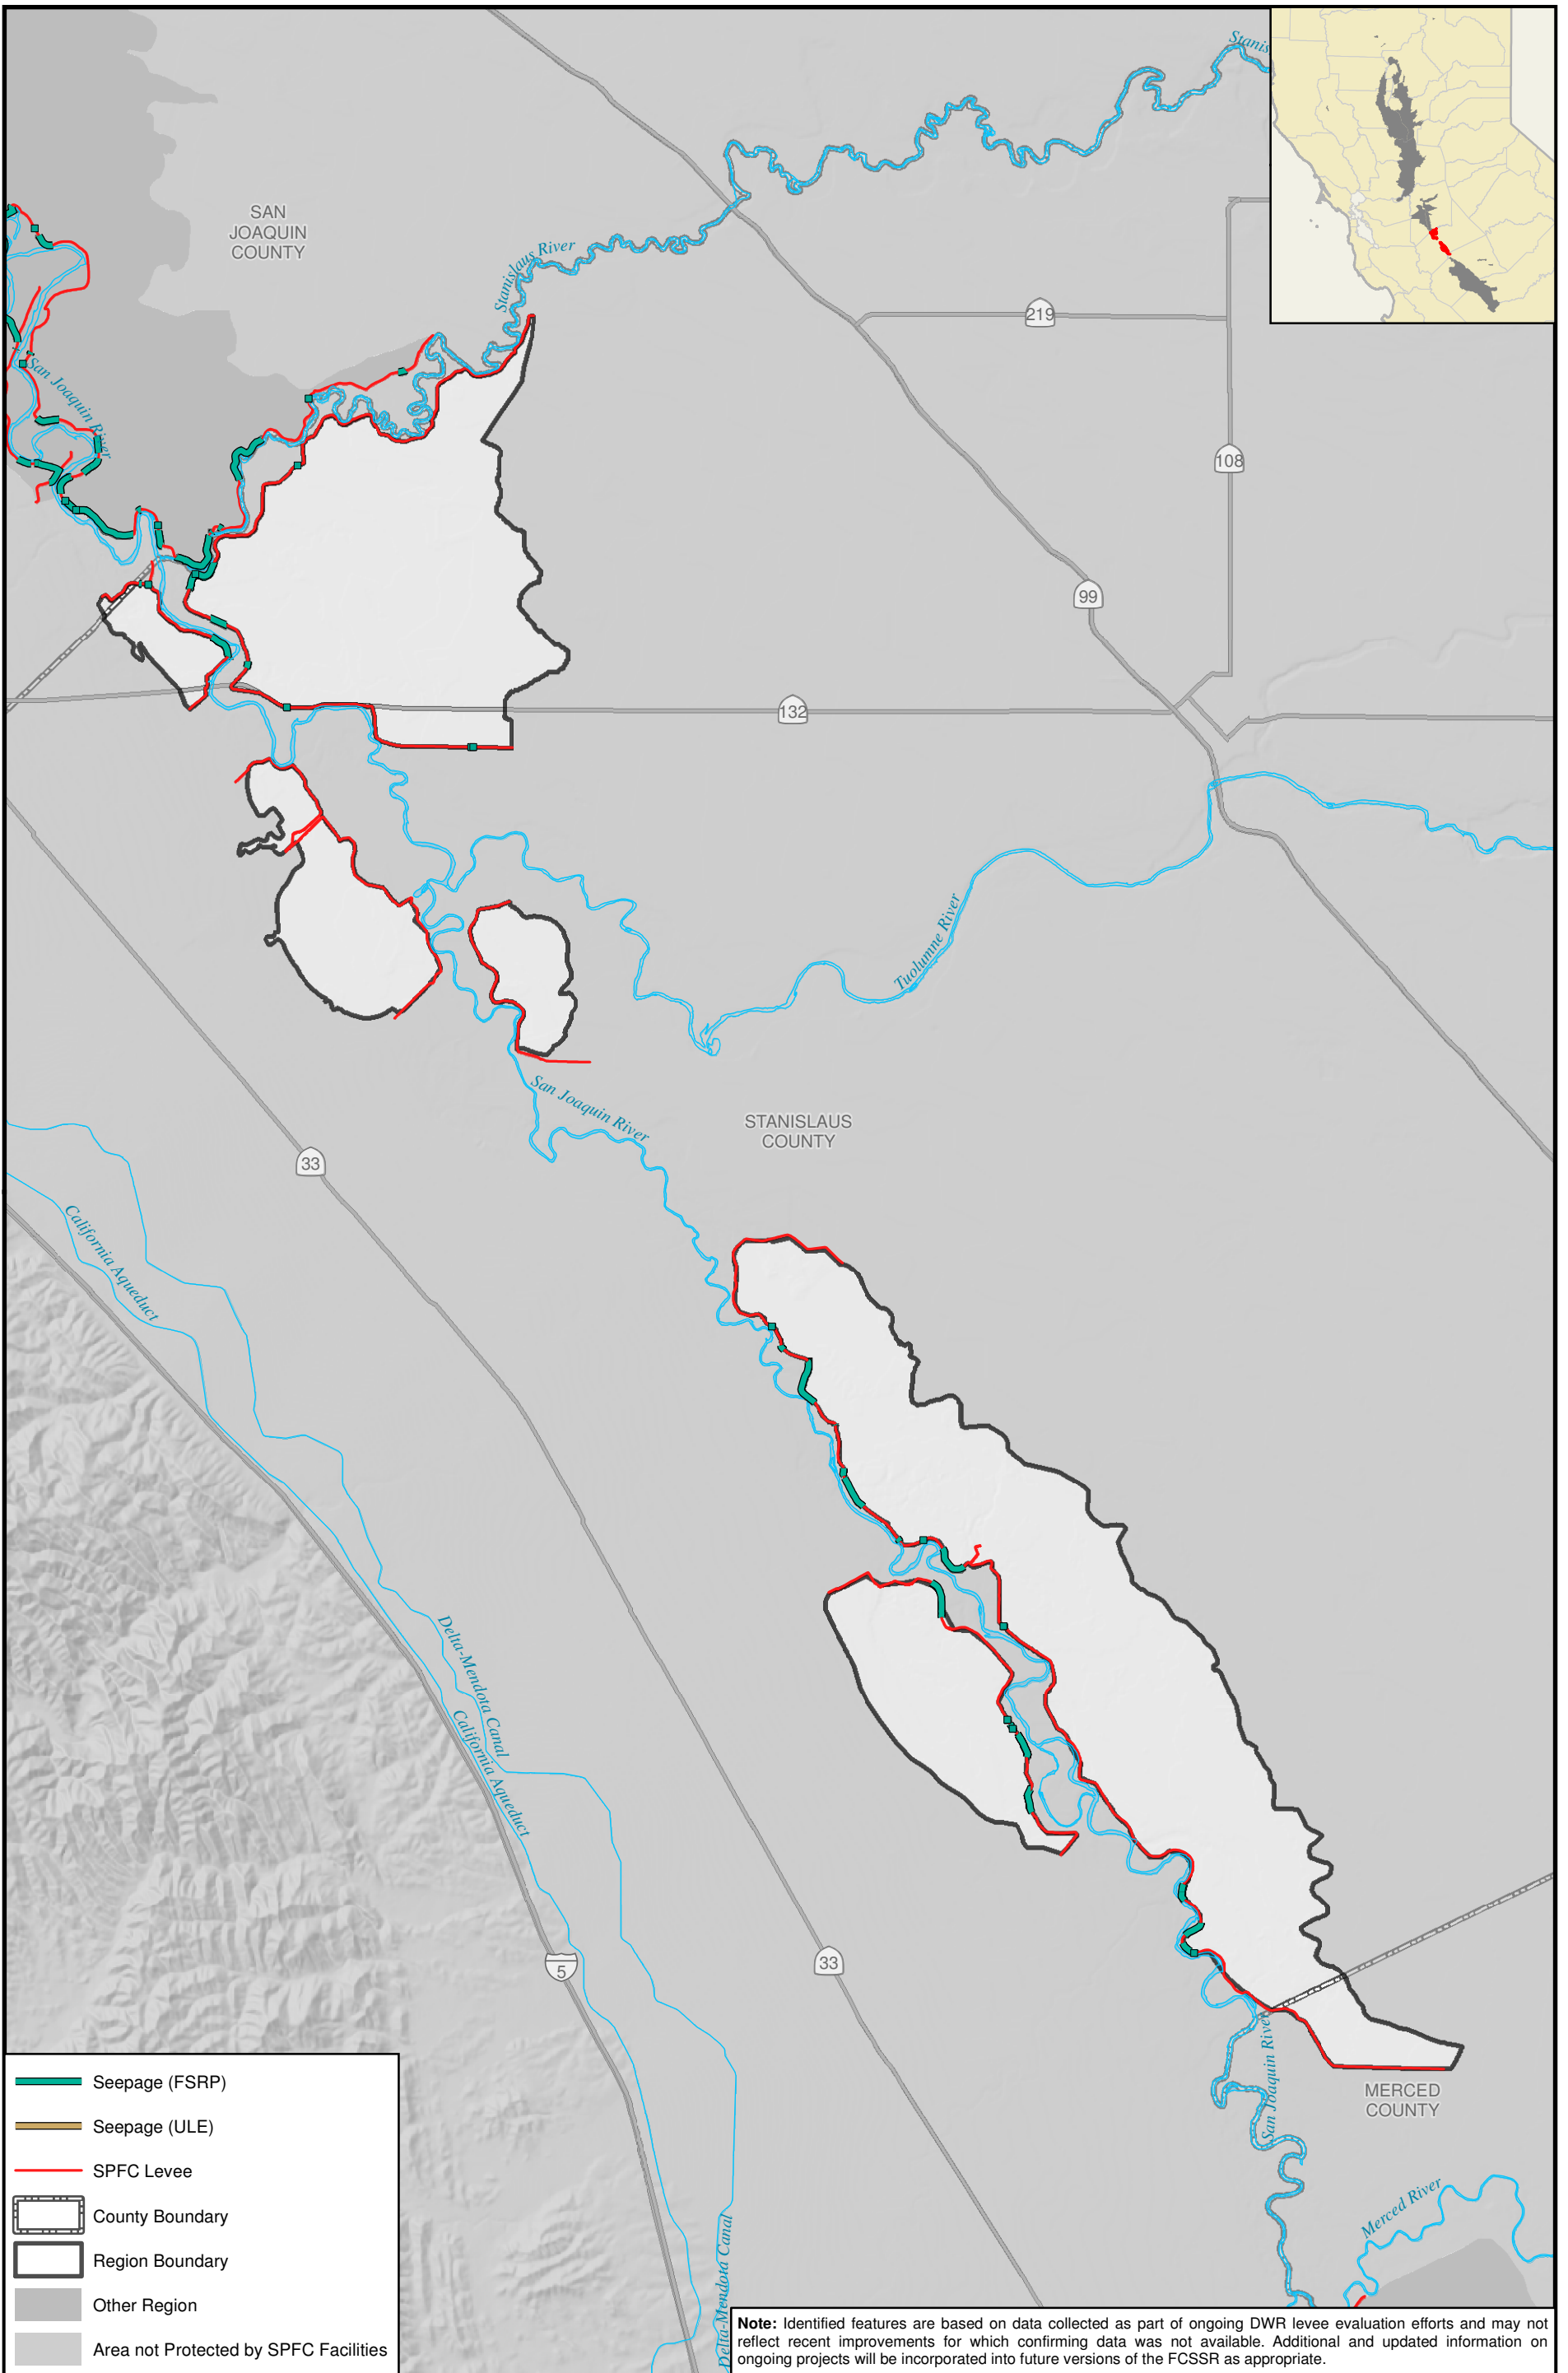 Stanis
SAN
JOAQUIN
COUNTY
Stanislaus River
219
San Joaquin River
108
99
132
Tuolumne River
San Joaquin River
STANISLAUS
COUNTY
33
California Aqueduct
Delta-Mendota Canal
California Aqueduct
5
33
San Joaquin River
MERCED
COUNTY
Merced River
Delta-Mendota Canal
Seepage (FSRP)
Seepage (ULE)
SPFC Levee
County Boundary
Region Boundary
Other Region
Area not Protected by SPFC Facilities
Note: Identified features are based on data collected as part of ongoing DWR levee evaluation efforts and may not
reflect recent improvements for which confirming data was not available. Additional and updated information on
ongoing projects will be incorporated into future versions of the FCSSR as appropriate.